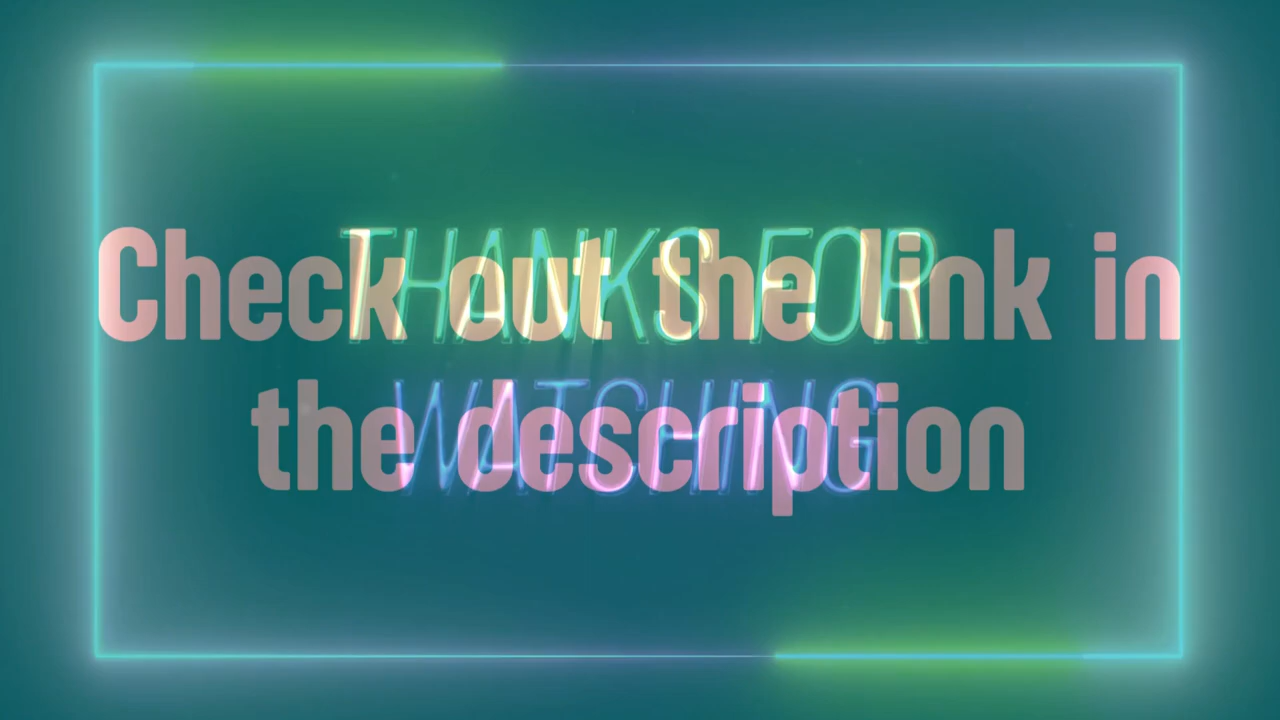 Check out the link in
the description
THANKS FOR
WATCHING